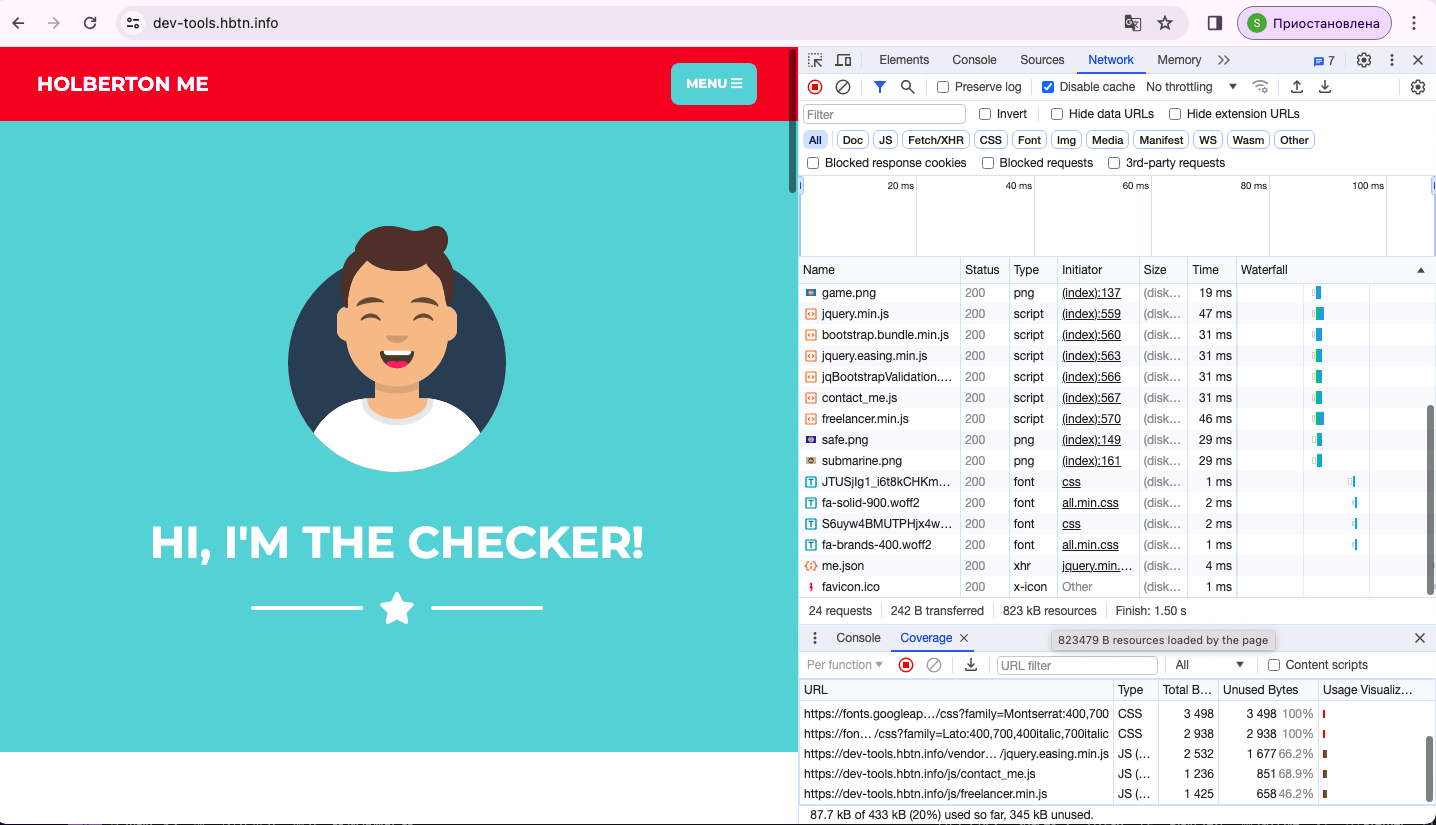 dev-tools.hbtn.info
S Приостановлена
HOLBERTON ME
MENU
HI, I'M THE CHECKER!
Elements Console Sources Network Memory 7
Preserve log Disable cache No throttling
Filter Invert Hide data URLs Hide extension URLs
All Doc JS Fetch/XHR CSS Font Img Media Manifest WS Wasm Other
Blocked response cookies Blocked requests 3rd-party requests
20 ms 40 ms 60 ms 80 ms 100 ms
Name Status Type Initiator Size Time Waterfall
game.png 200 png (index):137 (disk… 19 ms
jquery.min.js 200 script (index):559 (disk… 47 ms
bootstrap.bundle.min.js 200 script (index):560 (disk… 31 ms
jquery.easing.min.js 200 script (index):563 (disk… 31 ms
jqBootstrapValidation.… 200 script (index):566 (disk… 31 ms
contact_me.js 200 script (index):567 (disk… 31 ms
freelancer.min.js 200 script (index):570 (disk… 46 ms
safe.png 200 png (index):149 (disk… 29 ms
submarine.png 200 png (index):161 (disk… 29 ms
JTUSjIg1_i6t8kCHKm… 200 font css (disk… 1 ms
fa-solid-900.woff2 200 font all.min.css (disk… 2 ms
S6uyw4BMUTPHjx4w… 200 font css (disk… 2 ms
fa-brands-400.woff2 200 font all.min.css (disk… 1 ms
me.json 200 xhr jquery.min.… (disk… 4 ms
favicon.ico 200 x-icon Other (disk… 1 ms
24 requests 242 B transferred 823 kB resources Finish: 1.50 s
Console Coverage
823479 B resources loaded by the page
Per function URL filter All Content scripts
URL Type Total B… Unused Bytes Usage Visualiz…
https://fonts.googleap…/css?family=Montserrat:400,700 CSS 3 498 3 498 100%
https://fon… /css?family=Lato:400,700,400italic,700italic CSS 2 938 2 938 100%
https://dev-tools.hbtn.info/vendor… /jquery.easing.min.js JS (… 2 532 1 677 66.2%
https://dev-tools.hbtn.info/js/contact_me.js JS (… 1 236 851 68.9%
https://dev-tools.hbtn.info/js/freelancer.min.js JS (… 1 425 658 46.2%
87.7 kB of 433 kB (20%) used so far, 345 kB unused.